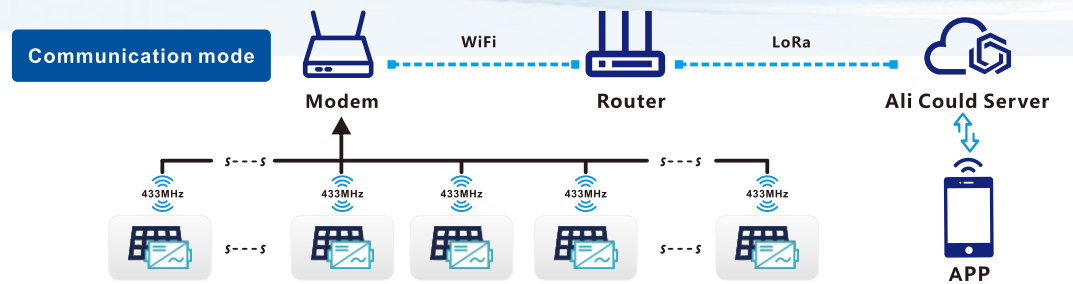 Communication mode
WiFi
LoRa
Modem
Router
Ali Could Server
433MHz
433MHz
433MHz
433MHz
433MHz
APP